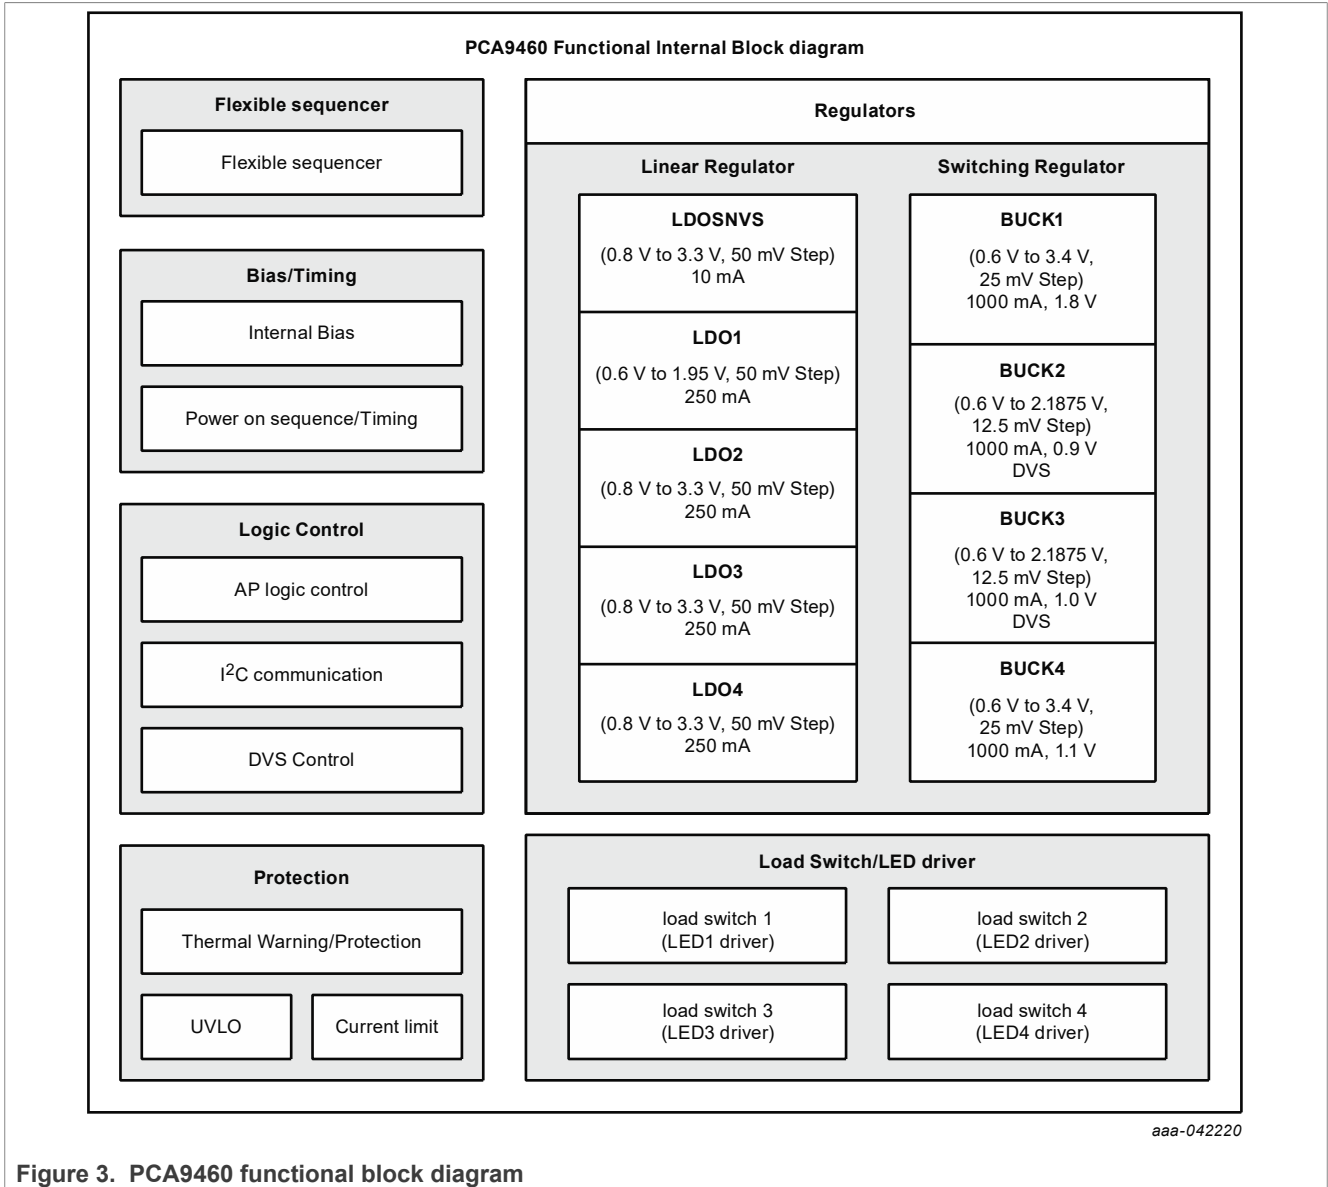 PCA9460 Functional Internal Block diagram
Flexible sequencer
Flexible sequencer
Bias/Timing
Internal Bias
Power on sequence/Timing
Logic Control
AP logic control
I²C communication
DVS Control
Protection
Thermal Warning/Protection
UVLO
Current limit
Regulators
Linear Regulator
LDOSNVS
(0.8 V to 3.3 V, 50 mV Step)
10 mA
LDO1
(0.6 V to 1.95 V, 50 mV Step)
250 mA
LDO2
(0.8 V to 3.3 V, 50 mV Step)
250 mA
LDO3
(0.8 V to 3.3 V, 50 mV Step)
250 mA
LDO4
(0.8 V to 3.3 V, 50 mV Step)
250 mA
Switching Regulator
BUCK1
(0.6 V to 3.4 V,
25 mV Step)
1000 mA, 1.8 V
BUCK2
(0.6 V to 2.1875 V,
12.5 mV Step)
1000 mA, 0.9 V
DVS
BUCK3
(0.6 V to 2.1875 V,
12.5 mV Step)
1000 mA, 1.0 V
DVS
BUCK4
(0.6 V to 3.4 V,
25 mV Step)
1000 mA, 1.1 V
Load Switch/LED driver
load switch 1
(LED1 driver)
load switch 2
(LED2 driver)
load switch 3
(LED3 driver)
load switch 4
(LED4 driver)
aaa-042220
Figure 3. PCA9460 functional block diagram